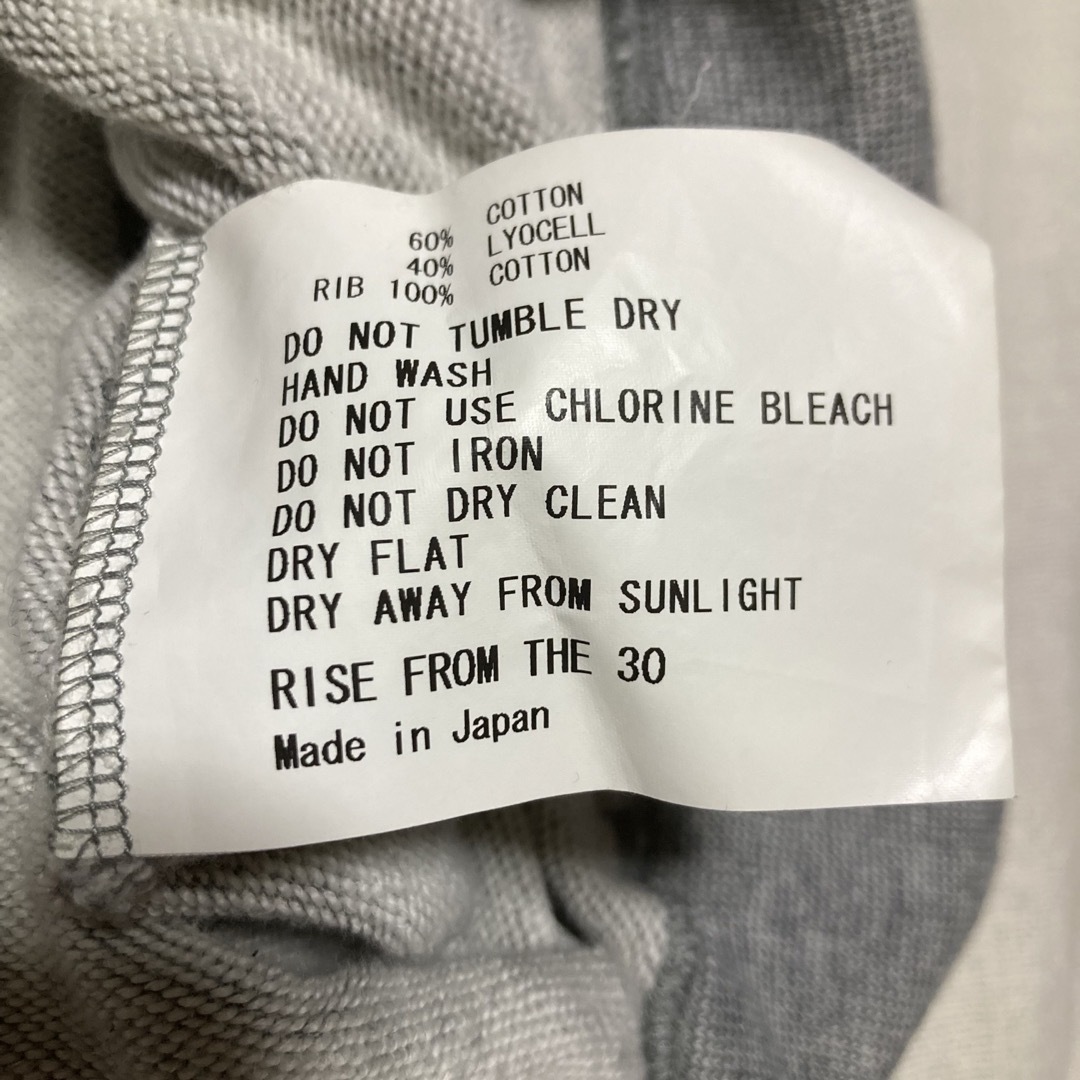 60% COTTON
40% LYOCELL
RIB 100% COTTON
DO NOT TUMBLE DRY
HAND WASH
DO NOT USE CHLORINE BLEACH
DO NOT IRON
DO NOT DRY CLEAN
DRY FLAT
DRY AWAY FROM SUNLIGHT
RISE FROM THE 30
Made in Japan